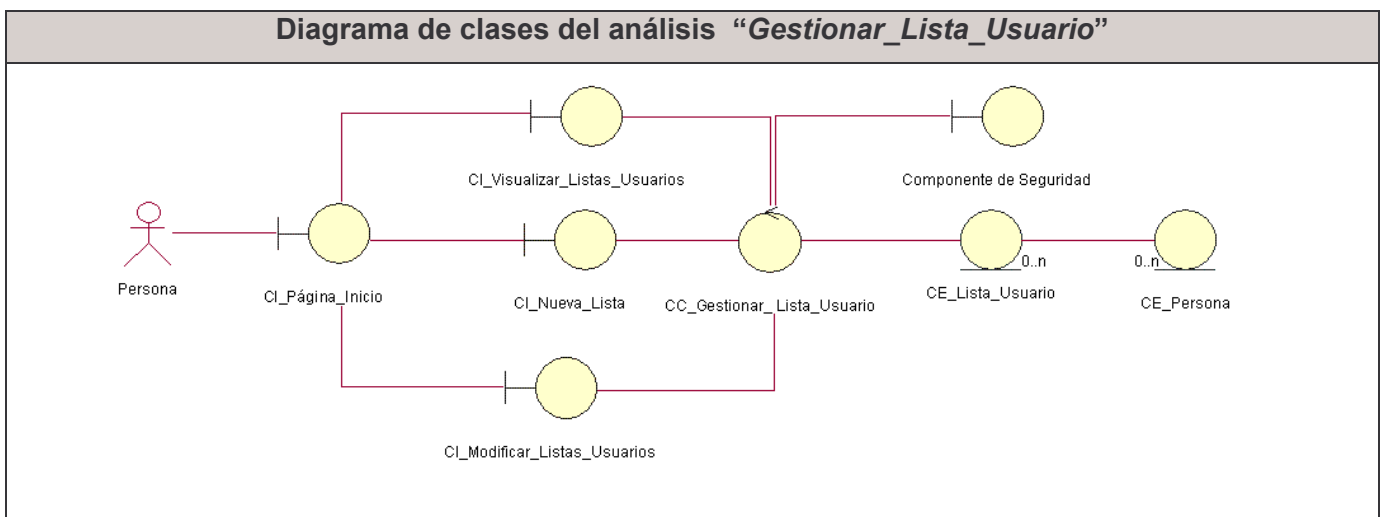 Diagrama de clases del análisis “Gestionar_Lista_Usuario”
CI_Visualizar_Listas_Usuarios
Componente de Seguridad
Persona
CI_Página_Inicio
CI_Nueva_Lista
CC_Gestionar_ Lista_Usuario
0..n
CE_Lista_Usuario
0..n
CE_Persona
CI_Modificar_Listas_Usuarios